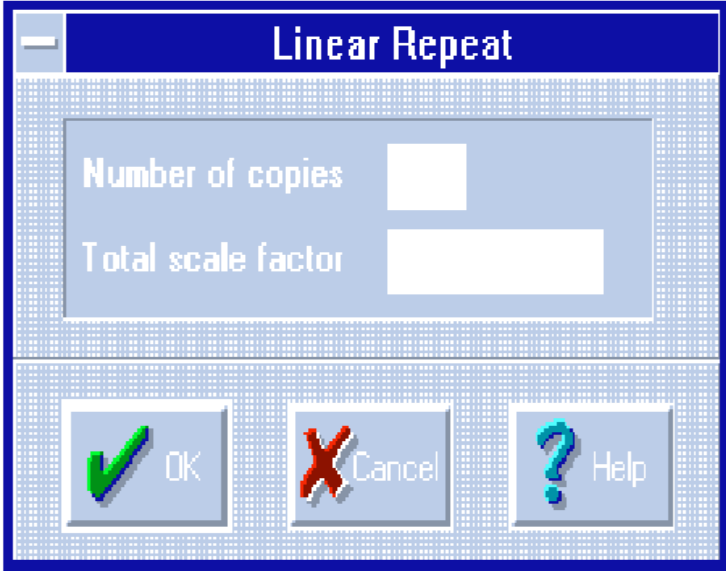 Linear Repeat
Number of copies
Total scale factor
OK
Cancel
Help